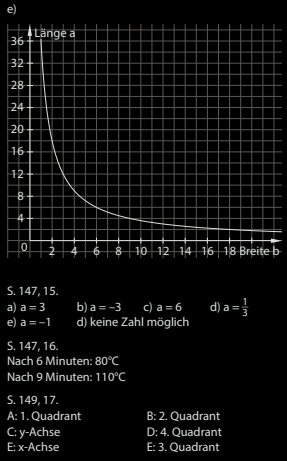 e)
Länge a
36
32
28
24
20
16
12
8
4
0
2 4 6 8 10 12 14 16 18 Breite b
S. 147, 15.
a) a = 3 b) a = –3 c) a = 6 d) a = 1/3
e) a = –1 d) keine Zahl möglich
S. 147, 16.
Nach 6 Minuten: 80°C
Nach 9 Minuten: 110°C
S. 149, 17.
A: 1. Quadrant B: 2. Quadrant
C: y-Achse D: 4. Quadrant
E: x-Achse E: 3. Quadrant